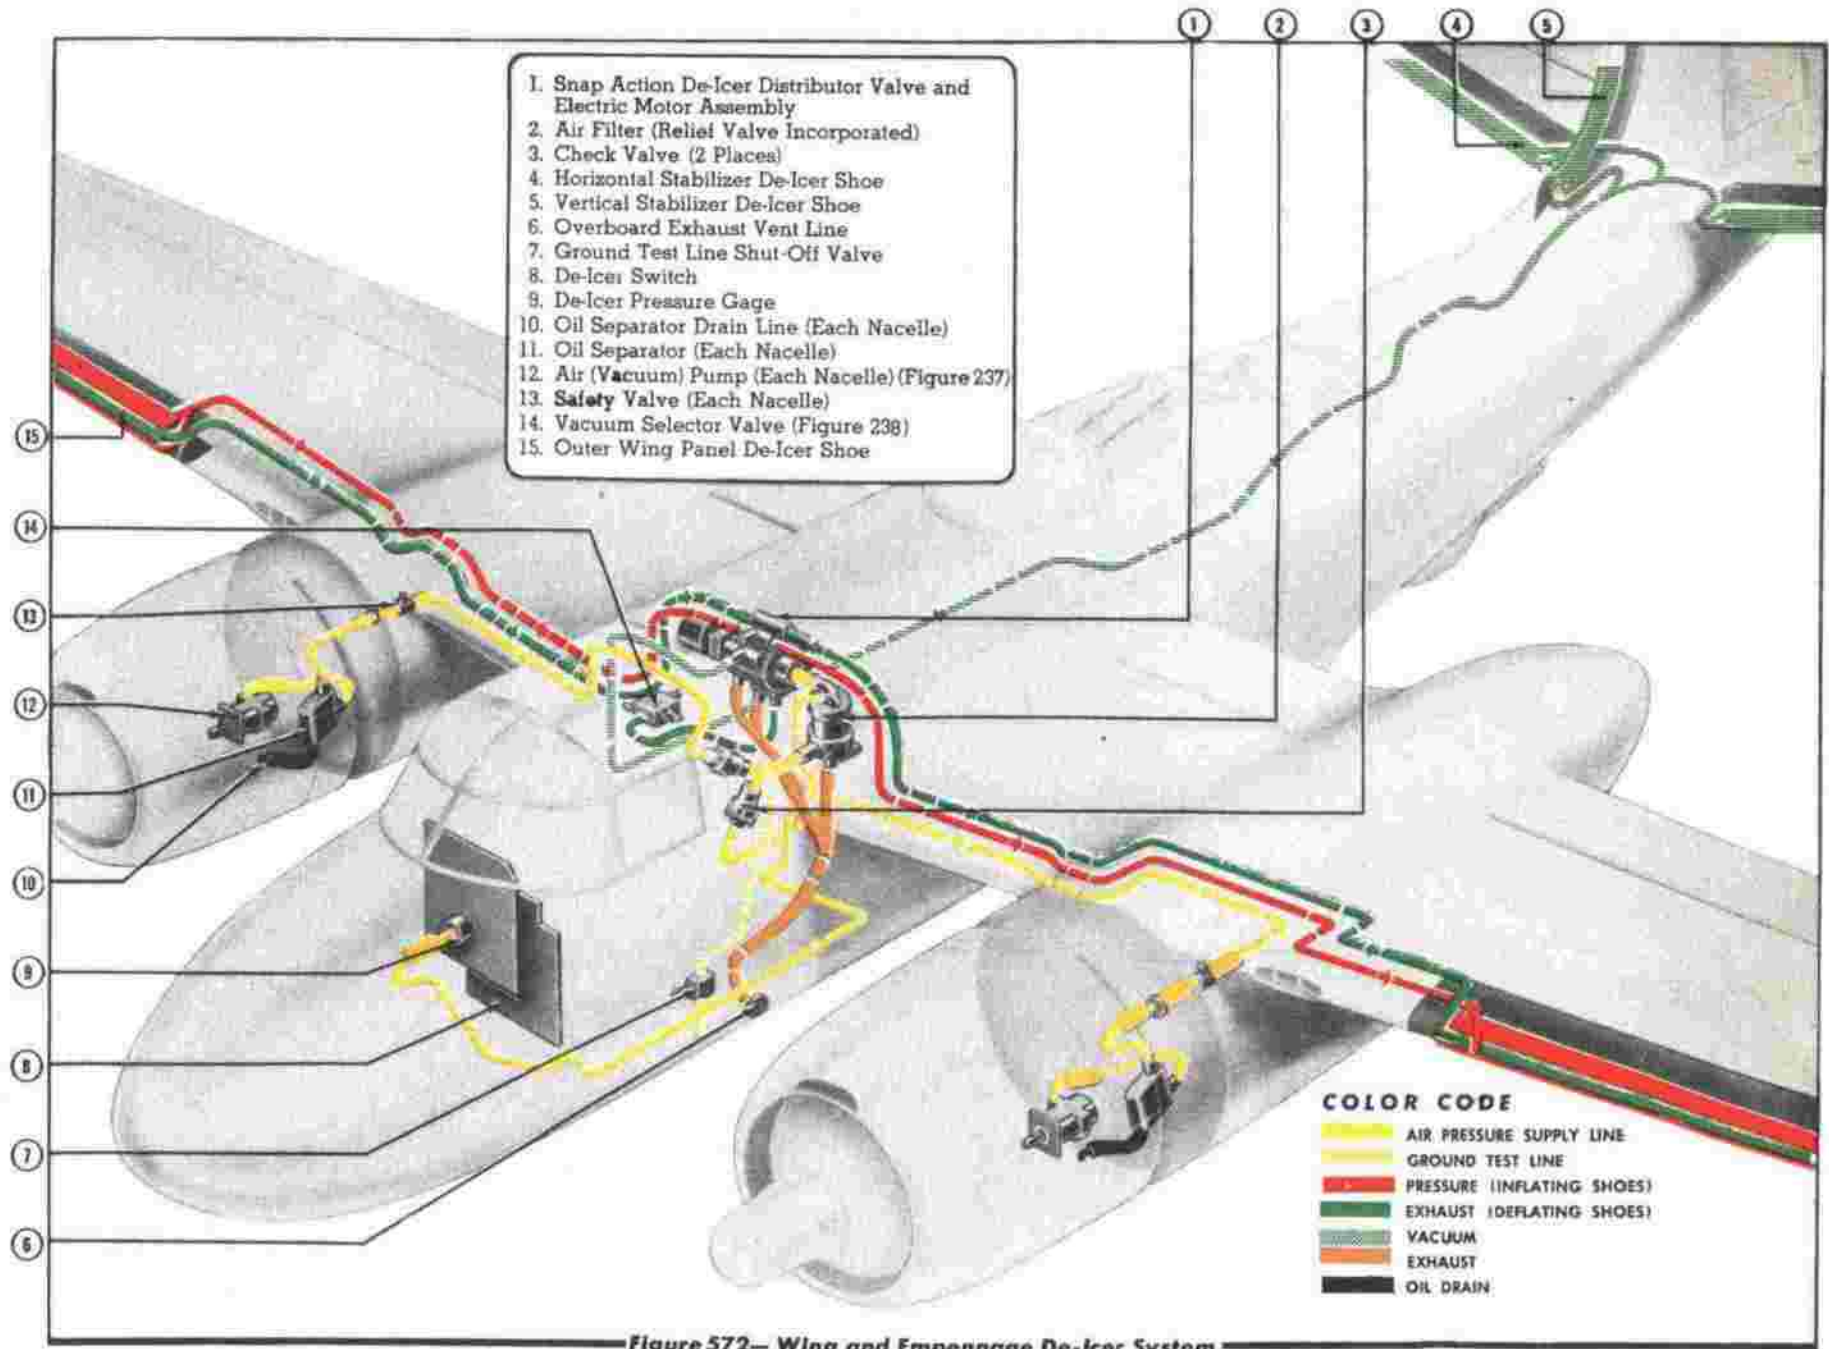 1 2 3 4 5
1. Snap Action De-Icer Distributor Valve and
Electric Motor Assembly
2. Air Filter (Relief Valve Incorporated)
3. Check Valve (2 Places)
4. Horizontal Stabilizer De-Icer Shoe
5. Vertical Stabilizer De-Icer Shoe
6. Overboard Exhaust Vent Line
7. Ground Test Line Shut-Off Valve
8. De-Icer Switch
9. De-Icer Pressure Gage
10. Oil Separator Drain Line (Each Nacelle)
11. Oil Separator (Each Nacelle)
12. Air (Vacuum) Pump (Each Nacelle) (Figure 237)
13. Safety Valve (Each Nacelle)
14. Vacuum Selector Valve (Figure 238)
15. Outer Wing Panel De-Icer Shoe
15
14
13
12
11
10
9
8
7
6
COLOR CODE
AIR PRESSURE SUPPLY LINE
GROUND TEST LINE
PRESSURE (INFLATING SHOES)
EXHAUST (DEFLATING SHOES)
VACUUM
EXHAUST
OIL DRAIN
Figure 572— Wing and Empennage De-Icer System